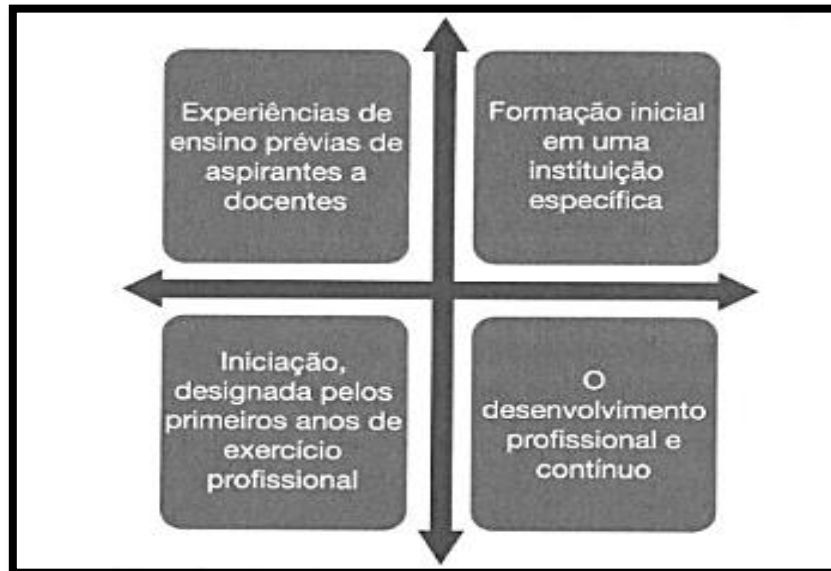 Experiências de
ensino prévias de
aspirantes a
docentes
Formação inicial
em uma
instituição
específica
Iniciação,
designada pelos
primeiros anos de
exercício
profissional
O
desenvolvimento
profissional e
contínuo